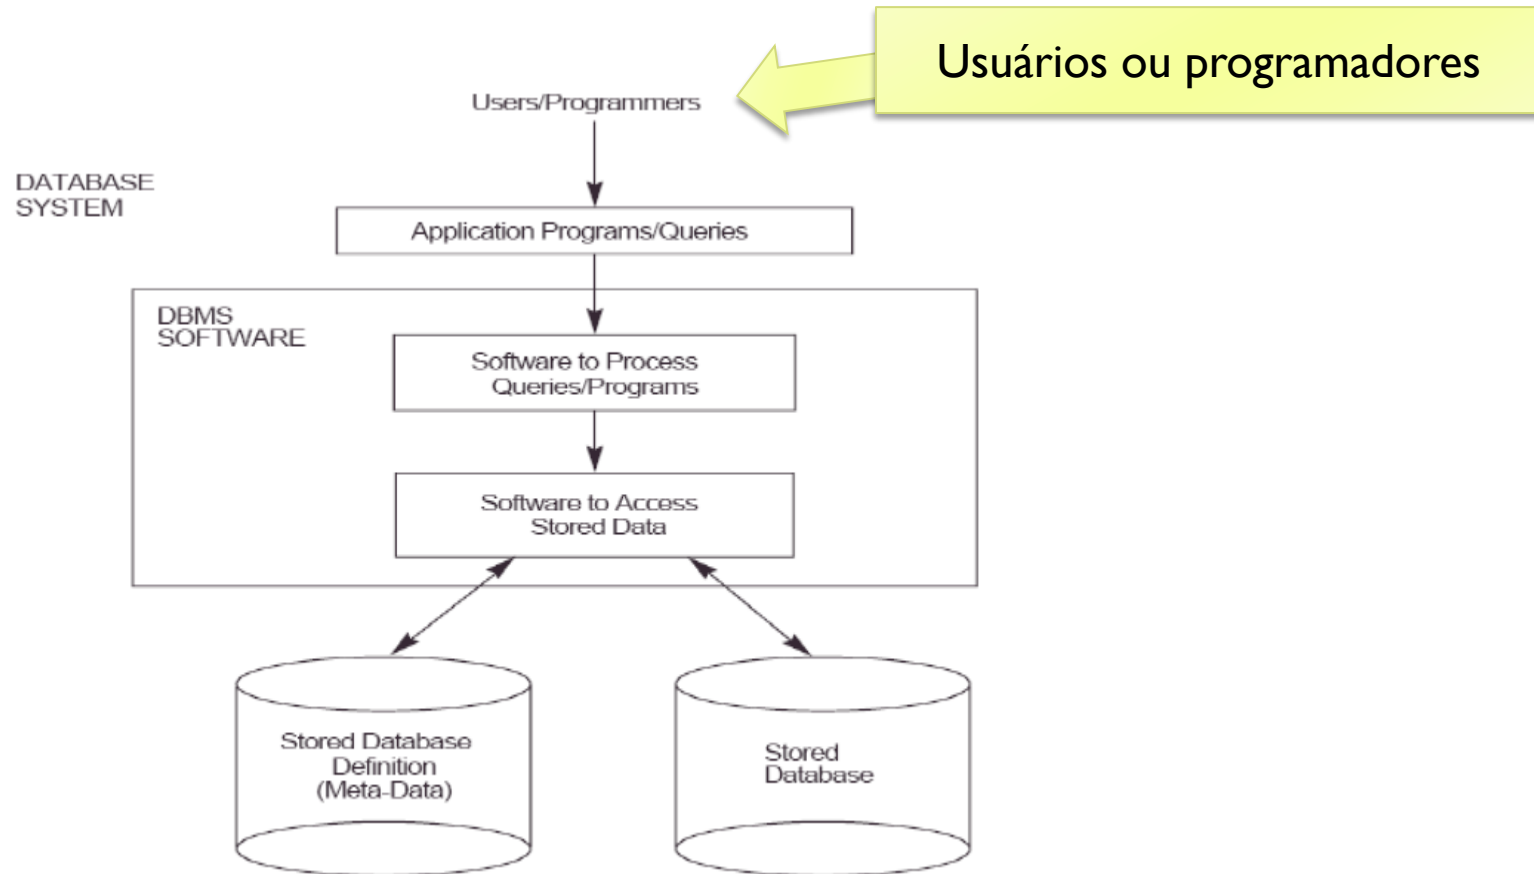 Usuários ou programadores
Users/Programmers
DATABASE
SYSTEM
Application Programs/Queries
DBMS
SOFTWARE
Software to Process
Queries/Programs
Software to Access
Stored Data
Stored Database
Definition
(Meta-Data)
Stored
Database